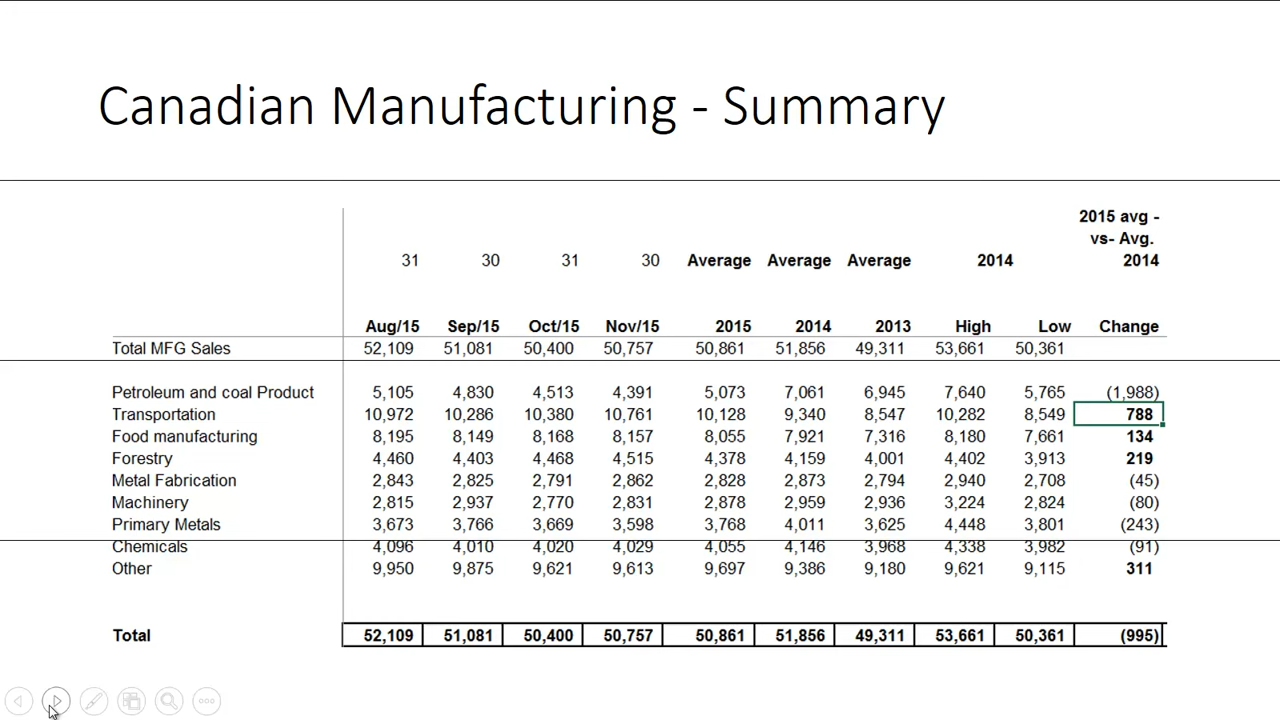 Canadian Manufacturing - Summary
2015 avg -
vs- Avg.
31 30 31 30 Average Average Average 2014 2014
Aug/15 Sep/15 Oct/15 Nov/15 2015 2014 2013 High Low Change
Total MFG Sales 52,109 51,081 50,400 50,757 50,861 51,856 49,311 53,661 50,361
Petroleum and coal Product 5,105 4,830 4,513 4,391 5,073 7,061 6,945 7,640 5,765 (1,988)
Transportation 10,972 10,286 10,380 10,761 10,128 9,340 8,547 10,282 8,549 788
Food manufacturing 8,195 8,149 8,168 8,157 8,055 7,921 7,316 8,180 7,661 134
Forestry 4,460 4,403 4,468 4,515 4,378 4,159 4,001 4,402 3,913 219
Metal Fabrication 2,843 2,825 2,791 2,862 2,828 2,873 2,794 2,940 2,708 (45)
Machinery 2,815 2,937 2,770 2,831 2,878 2,959 2,936 3,224 2,824 (80)
Primary Metals 3,673 3,766 3,669 3,598 3,768 4,011 3,625 4,448 3,801 (243)
Chemicals 4,096 4,010 4,020 4,029 4,055 4,146 3,968 4,338 3,982 (91)
Other 9,950 9,875 9,621 9,613 9,697 9,386 9,180 9,621 9,115 311
Total 52,109 51,081 50,400 50,757 50,861 51,856 49,311 53,661 50,361 (995)